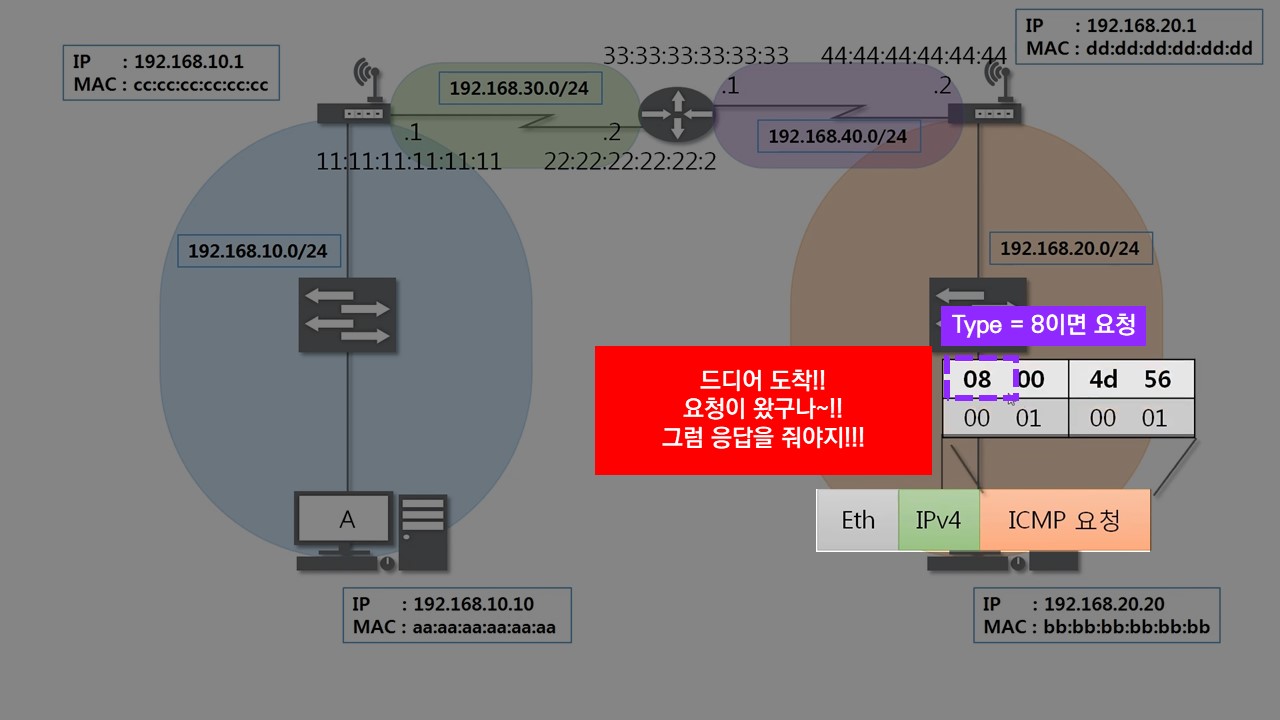 IP : 192.168.20.1
MAC : dd:dd:dd:dd:dd:dd
IP : 192.168.10.1
MAC : cc:cc:cc:cc:cc:cc
33:33:33:33:33:33
44:44:44:44:44:44
192.168.30.0/24
.1
.2
.1
.2
192.168.40.0/24
11:11:11:11:11:11
22:22:22:22:22:2
192.168.10.0/24
192.168.20.0/24
Type = 8이면 요청
드디어 도착!!
요청이 왔구나~!!
그럼 응답을 줘야지!!!
08 00 4d 56
00 01 00 01
A
Eth IPv4 ICMP 요청
IP : 192.168.10.10
MAC : aa:aa:aa:aa:aa:aa
IP : 192.168.20.20
MAC : bb:bb:bb:bb:bb:bb